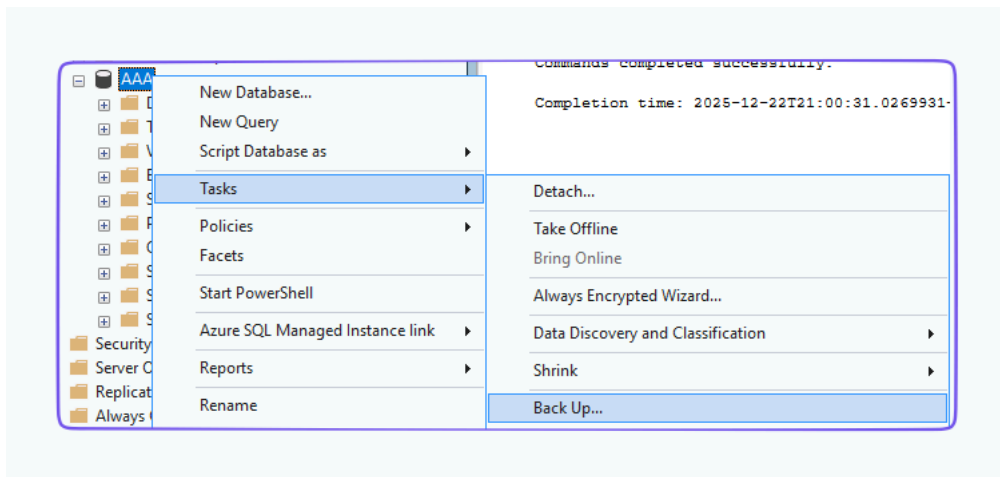 AAA
New Database...
New Query
Script Database as
Tasks
Policies
Facets
Start PowerShell
Azure SQL Managed Instance link
Reports
Rename
Security
Server O
Replicat
Always
Commands completed successfully.
Completion time: 2025-12-22T21:00:31.0269931-
Detach...
Take Offline
Bring Online
Always Encrypted Wizard...
Data Discovery and Classification
Shrink
Back Up...